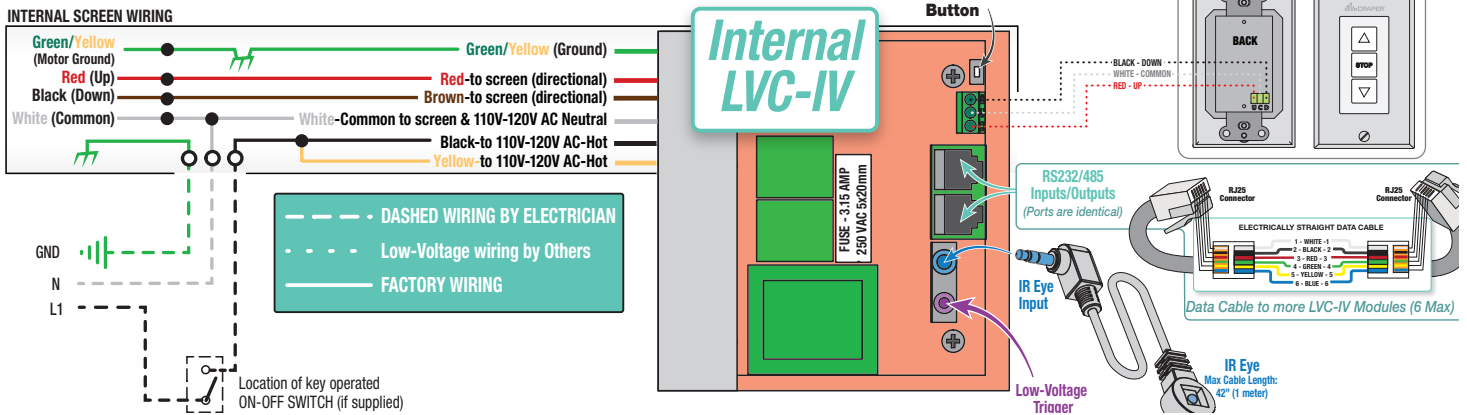 INTERNAL SCREEN WIRING
Green/Yellow
(Motor Ground)
Red (Up)
Black (Down)
White (Common)
Green/Yellow (Ground)
Red-to screen (directional)
Brown-to screen (directional)
White-Common to screen & 110V-120V AC Neutral
Black-to 110V-120V AC-Hot
Yellow-to 110V-120V AC-Hot
GND
N
L1
DASHED WIRING BY ELECTRICIAN
Low-Voltage wiring by Others
FACTORY WIRING
Location of key operated
ON-OFF SWITCH (if supplied)
Internal
LVC-IV
Button
FUSE - 3.15 AMP
250 VAC 5x20mm
BLACK - DOWN
WHITE - COMMON
RED - UP
BACK
U C D
DRAPER
STOP
RS232/485
Inputs/Outputs
(Ports are identical)
RJ25
Connector
RJ25
Connector
ELECTRICALLY STRAIGHT DATA CABLE
1 - WHITE -1
2 - BLACK - 2
3 - RED - 3
4 - GREEN - 4
5 - YELLOW - 5
6 - BLUE - 6
Data Cable to more LVC-IV Modules (6 Max)
IR Eye
Input
Low-Voltage
Trigger
IR Eye
Max Cable Length:
42" (1 meter)